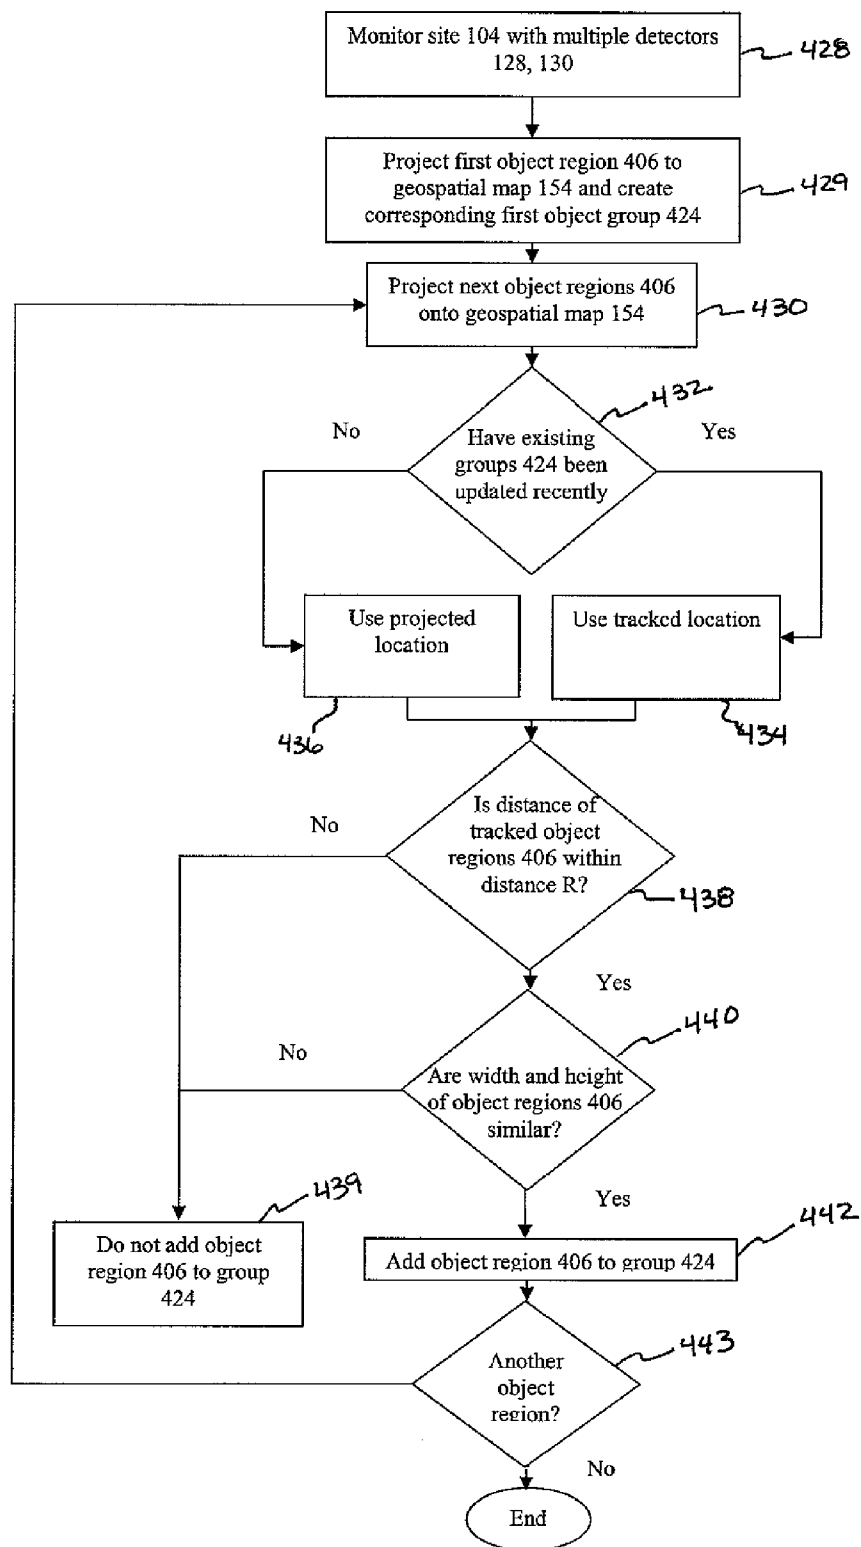 Monitor site 104 with multiple detectors
128, 130
428
Project first object region 406 to
geospatial map 154 and create
corresponding first object group 424
429
Project next object regions 406
onto geospatial map 154
430
432
No
Yes
Have existing
groups 424 been
updated recently
Use projected
location
Use tracked location
436
434
No
Is distance of
tracked object
regions 406 within
distance R?
438
Yes
440
No
Are width and height
of object regions 406
similar?
439
Yes
442
Do not add object
region 406 to group
424
Add object region 406 to group 424
443
Another
object
region?
No
End